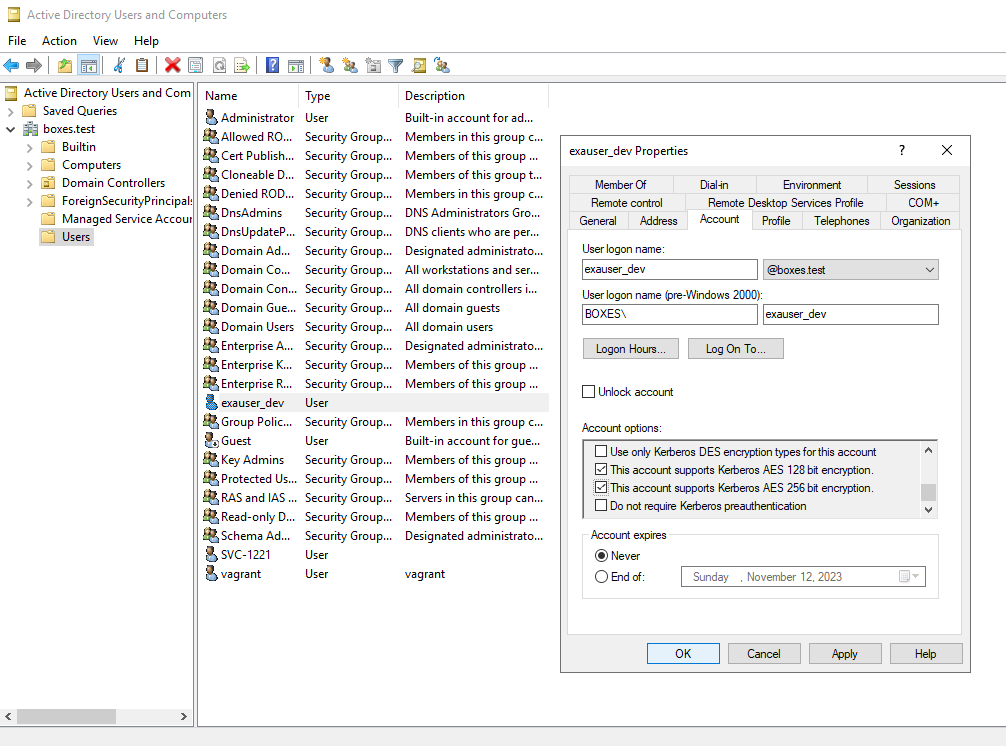 Active Directory Users and Computers
File Action View Help
Active Directory Users and Com
Saved Queries
boxes.test
Builtin
Computers
Domain Controllers
ForeignSecurityPrincipals
Managed Service Accour
Users
Name Type Description
Administrator User Built-in account for ad...
Allowed RO... Security Group... Members in this group c...
Cert Publish... Security Group... Members of this group ...
Cloneable D... Security Group... Members of this group t...
Denied ROD... Security Group... Members in this group c...
DnsAdmins Security Group... DNS Administrators Gro...
DnsUpdateP... Security Group... DNS clients who are per...
Domain Ad... Security Group... Designated administrato...
Domain Co... Security Group... All workstations and ser...
Domain Con... Security Group... All domain controllers i...
Domain Gue... Security Group... All domain guests
Domain Users Security Group... All domain users
Enterprise A... Security Group... Designated administrato...
Enterprise K... Security Group... Members of this group ...
Enterprise R... Security Group... Members of this group ...
exauser_dev User
Group Polic... Security Group... Members in this group c...
Guest User Built-in account for gue...
Key Admins Security Group... Members of this group ...
Protected Us... Security Group... Members of this group ...
RAS and IAS ... Security Group... Servers in this group can...
Read-only D... Security Group... Members of this group ...
Schema Ad... Security Group... Designated administrato...
SVC-1221 User
vagrant User vagrant
exauser_dev Properties ?
Member Of Dial-in Environment Sessions
Remote control Remote Desktop Services Profile COM+
General Address Account Profile Telephones Organization
User logon name:
exauser_dev @boxes.test
User logon name (pre-Windows 2000):
BOXES\ exauser_dev
Logon Hours... Log On To...
Unlock account
Account options:
Use only Kerberos DES encryption types for this account
This account supports Kerberos AES 128 bit encryption.
This account supports Kerberos AES 256 bit encryption.
Do not require Kerberos preauthentication
Account expires
Never
End of: Sunday , November 12, 2023
OK Cancel Apply Help